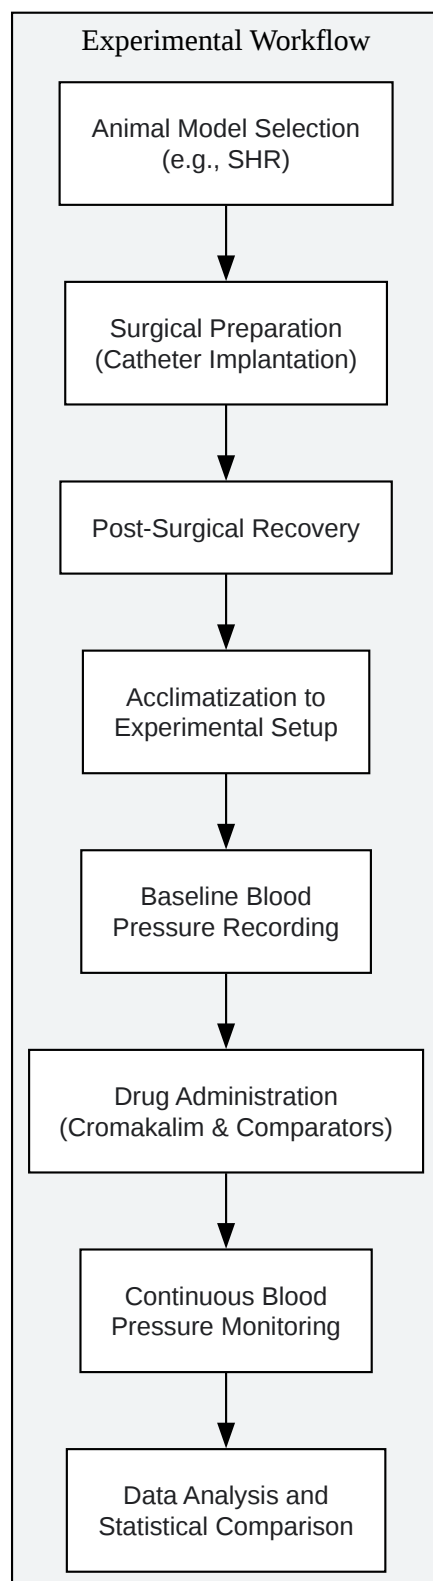 Experimental Workflow
Animal Model Selection
(e.g., SHR)
Surgical Preparation
(Catheter Implantation)
Post-Surgical Recovery
Acclimatization to
Experimental Setup
Baseline Blood
Pressure Recording
Drug Administration
(Cromakalim & Comparators)
Continuous Blood
Pressure Monitoring
Data Analysis and
Statistical Comparison